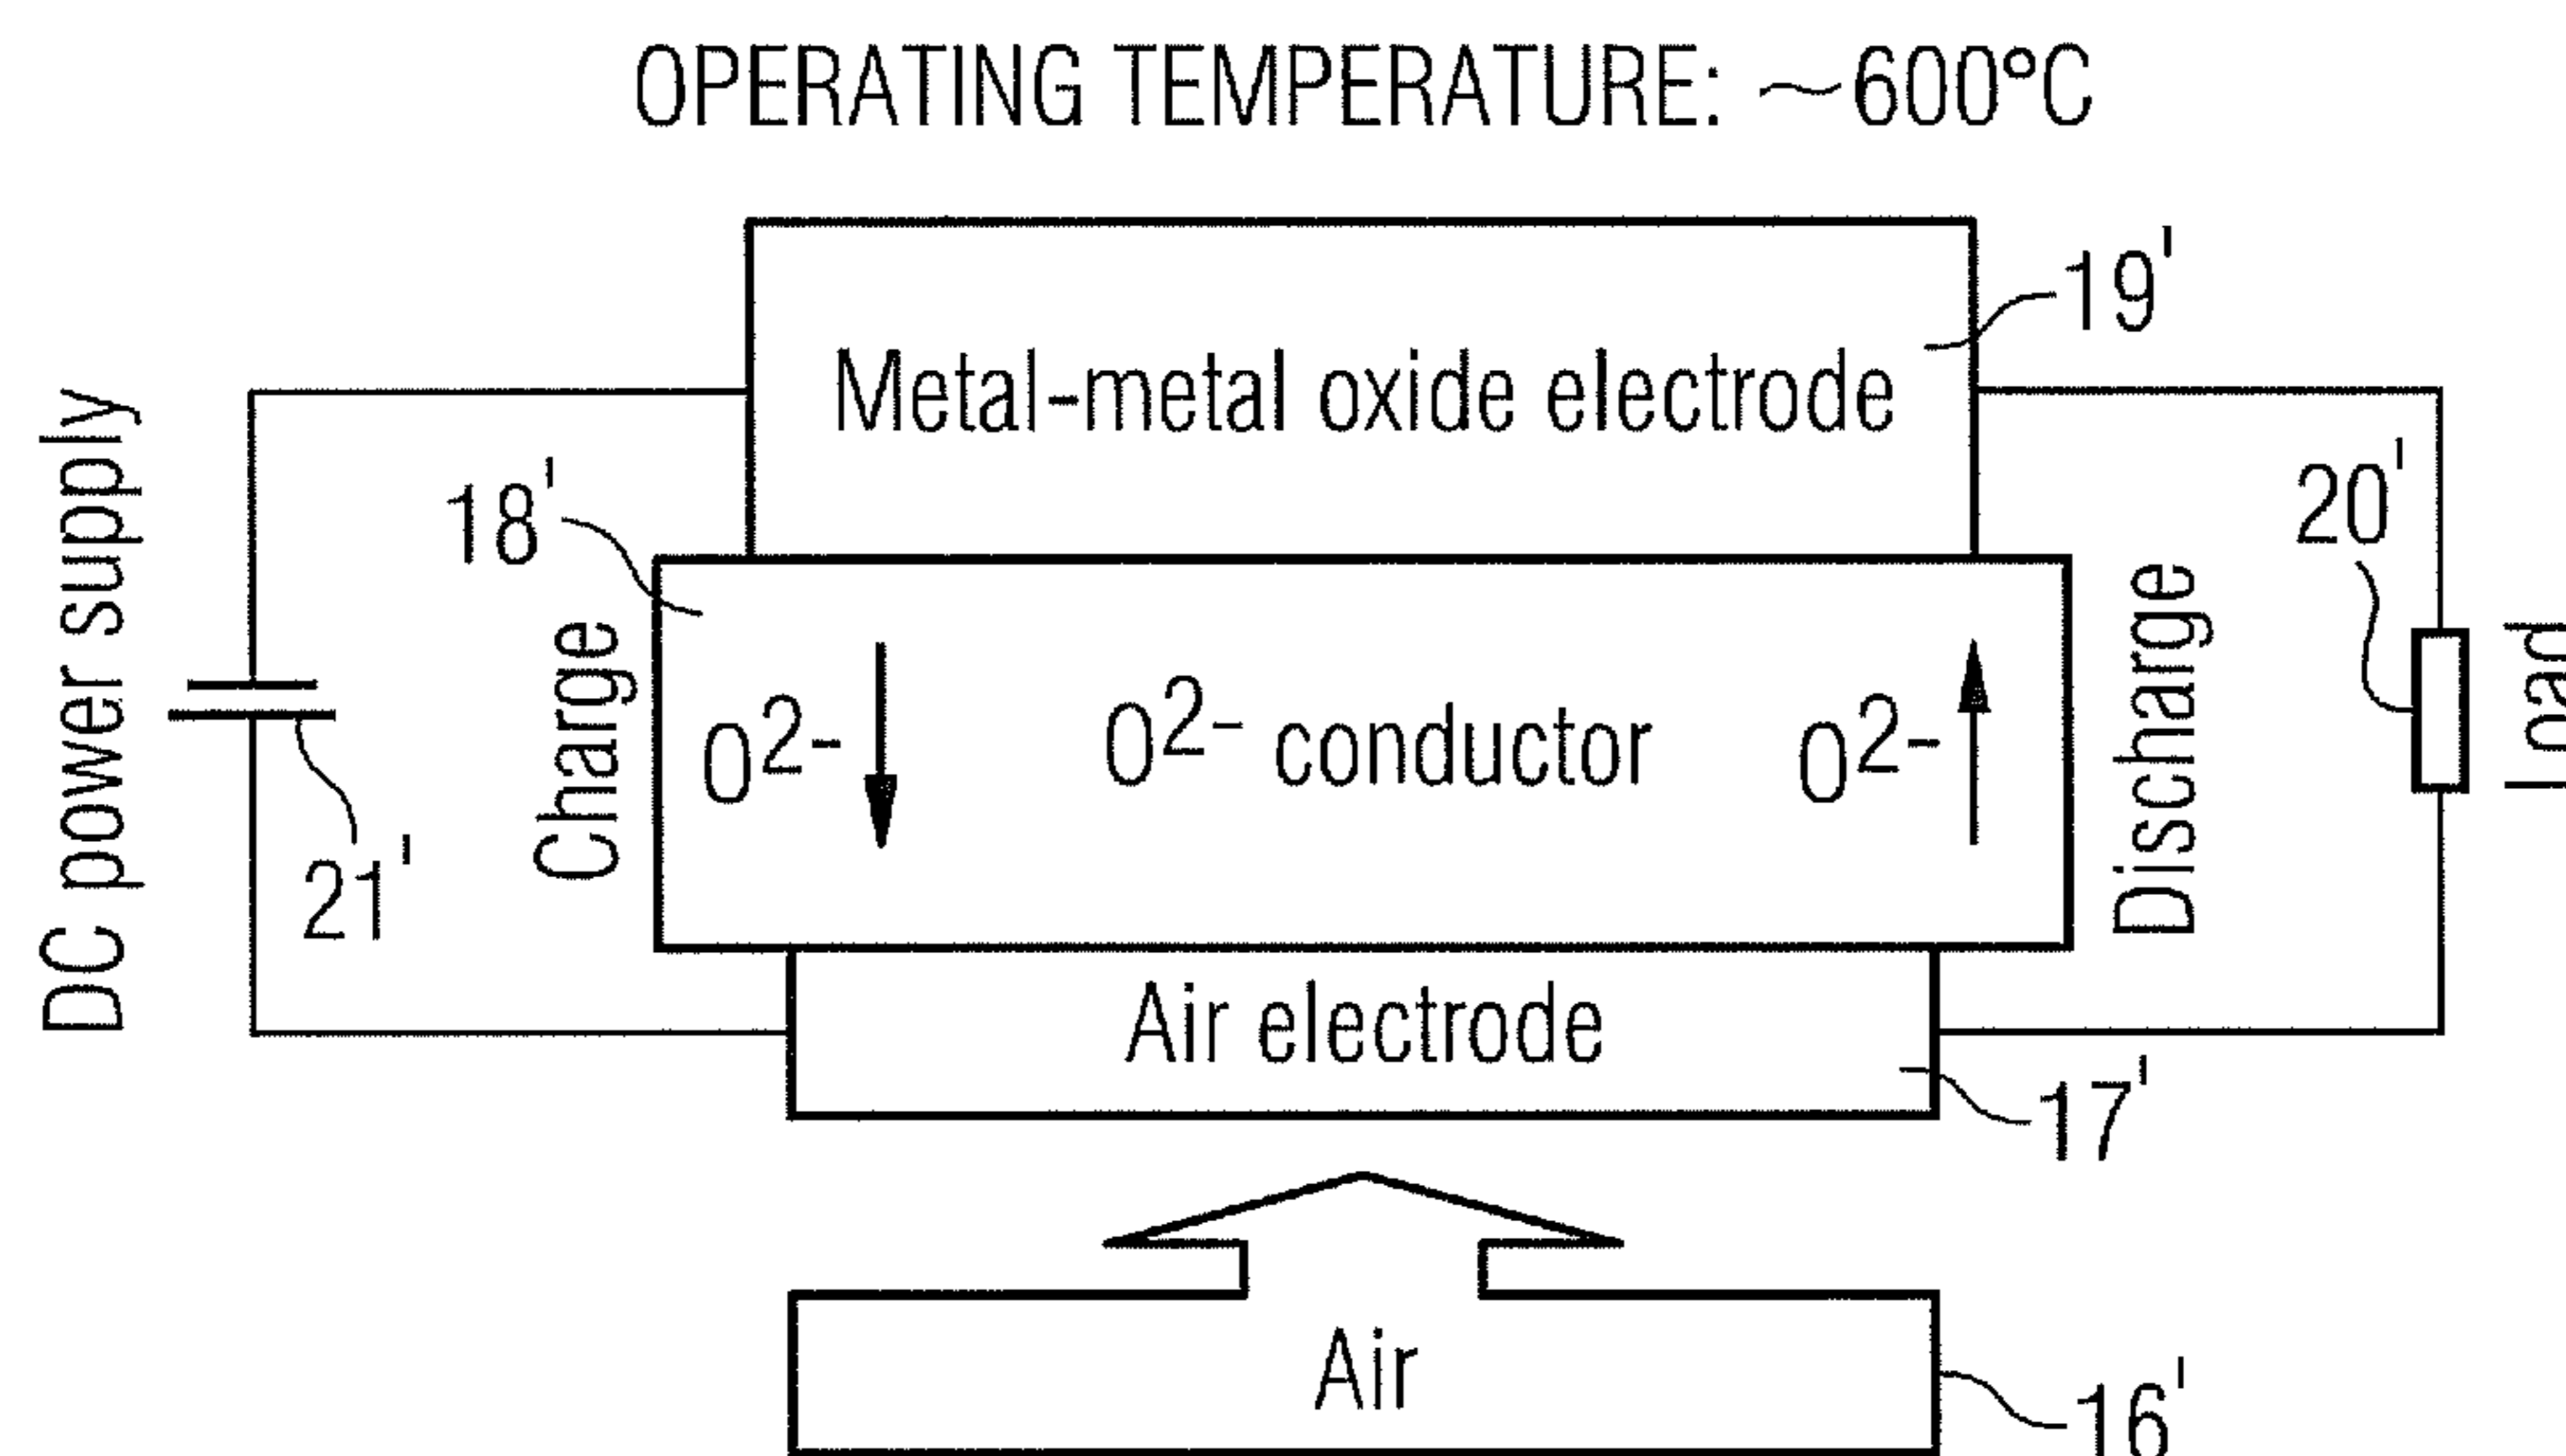 OPERATING TEMPERATURE: ~600°C
19'
Metal-metal oxide electrode
DC power supply
18'
20'
Charge
O2-
O2- conductor
O2-
Discharge
Load
21'
Air electrode
17'
Air
16'